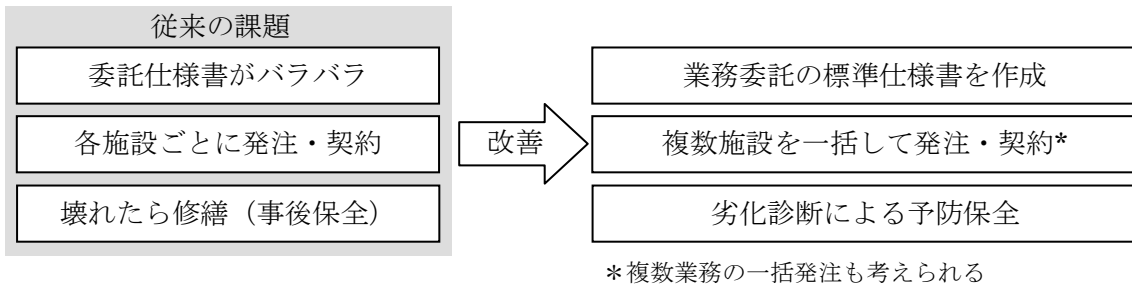 従来の課題
委託仕様書がバラバラ
各施設ごとに発注・契約
壊れたら修繕（事後保全）
改善
業務委託の標準仕様書を作成
複数施設を一括して発注・契約*
劣化診断による予防保全
＊複数業務の一括発注も考えられる